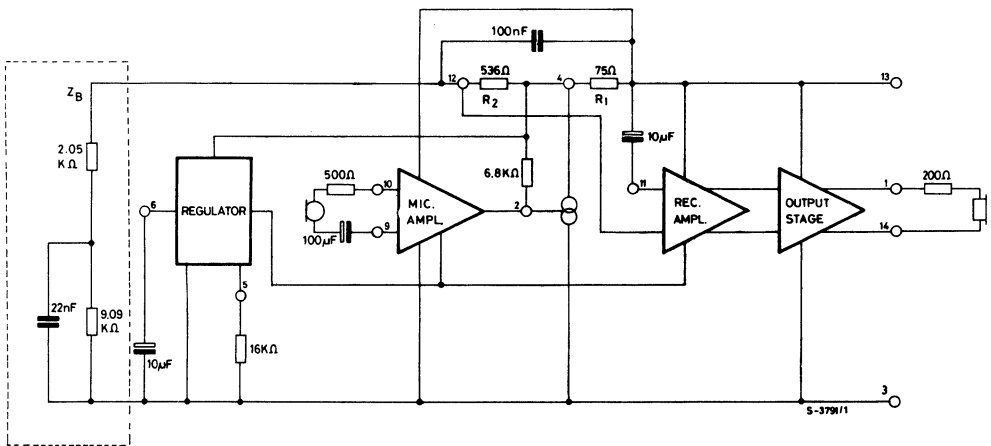 100nF
12
536Ω
R2
4
75Ω
R1
13
ZB
2.05
KΩ
10µF
6.8KΩ
6
REGULATOR
500Ω
10
MIC.
AMPL.
2
11
REC.
AMPL.
OUTPUT
STAGE
1
200Ω
100µF
9
14
5
22nF
9.09
KΩ
10µF
16KΩ
3
S-3791/1